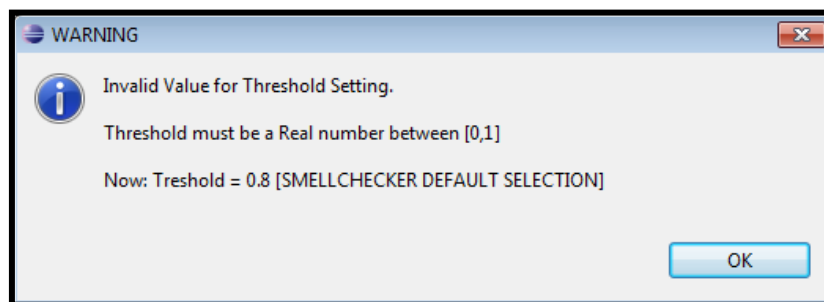 WARNING
Invalid Value for Threshold Setting.
Threshold must be a Real number between [0,1]
Now: Treshold = 0.8 [SMELLCHECKER DEFAULT SELECTION]
OK